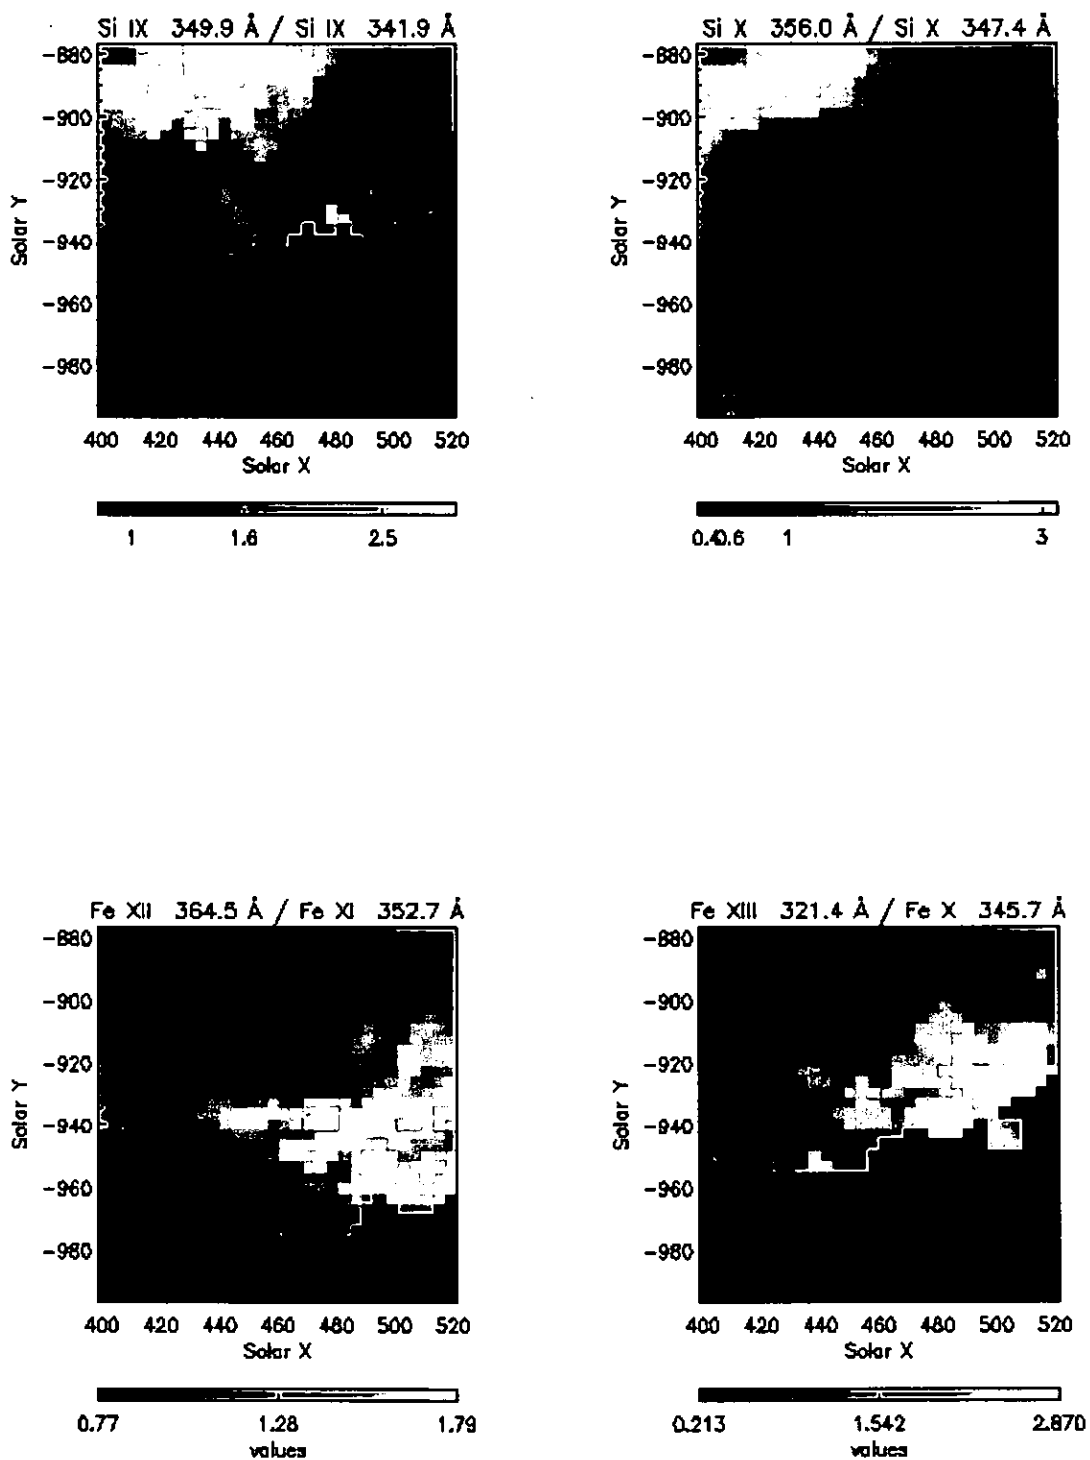 Si IX 349.9 Å / Si IX 341.9 Å
Si X 356.0 Å / Si X 347.4 Å
-880
-900
-920
-940
-960
-980
Solar Y
400 420 440 460 480 500 520
Solar X
1 1.6 2.5
-880
-900
-920
-940
-960
-980
Solar Y
400 420 440 460 480 500 520
Solar X
0.4 0.6 1 3
Fe XII 364.5 Å / Fe XI 352.7 Å
Fe XIII 321.4 Å / Fe X 345.7 Å
-880
-900
-920
-940
-960
-980
Solar Y
400 420 440 460 480 500 520
Solar X
0.77 1.28 1.79
values
-880
-900
-920
-940
-960
-980
Solar Y
400 420 440 460 480 500 520
Solar X
0.213 1.542 2.870
values